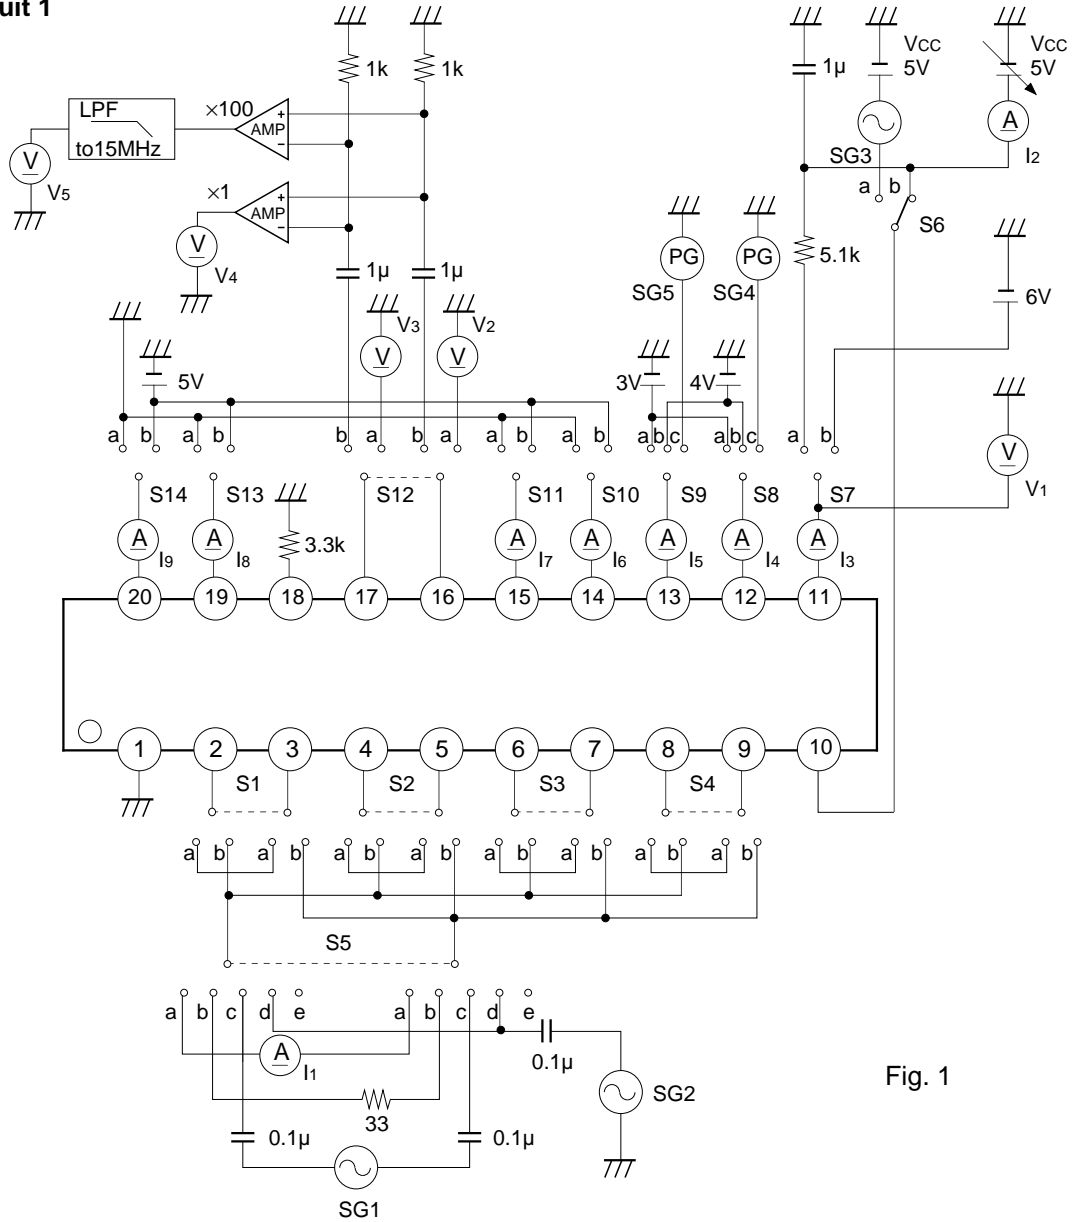 uit 1
1k
1k
1µ
VCC
5V
VCC
5V
LPF
to15MHz
×100
AMP
+
−
A
I2
V
V5
×1
AMP
+
−
V
V4
SG3
a
b
S6
1µ
1µ
PG
SG5
PG
SG4
5.1k
6V
V3
V
V2
V
5V
3V
4V
a b a b b a b a a b a b a b c a b c a b
V
V1
S14 S13 S12 S11 S10 S9 S8 S7
A I9
A I8
3.3k
A I7
A I6
A I5
A I4
A I3
20 19 18 17 16 15 14 13 12 11
1 2 3 4 5 6 7 8 9 10
S1 S2 S3 S4
a b a b a b a b a b a b a b a b
S5
a b c d e a b c d e
A
I1
0.1µ
SG2
33
0.1µ
0.1µ
SG1
Fig. 1